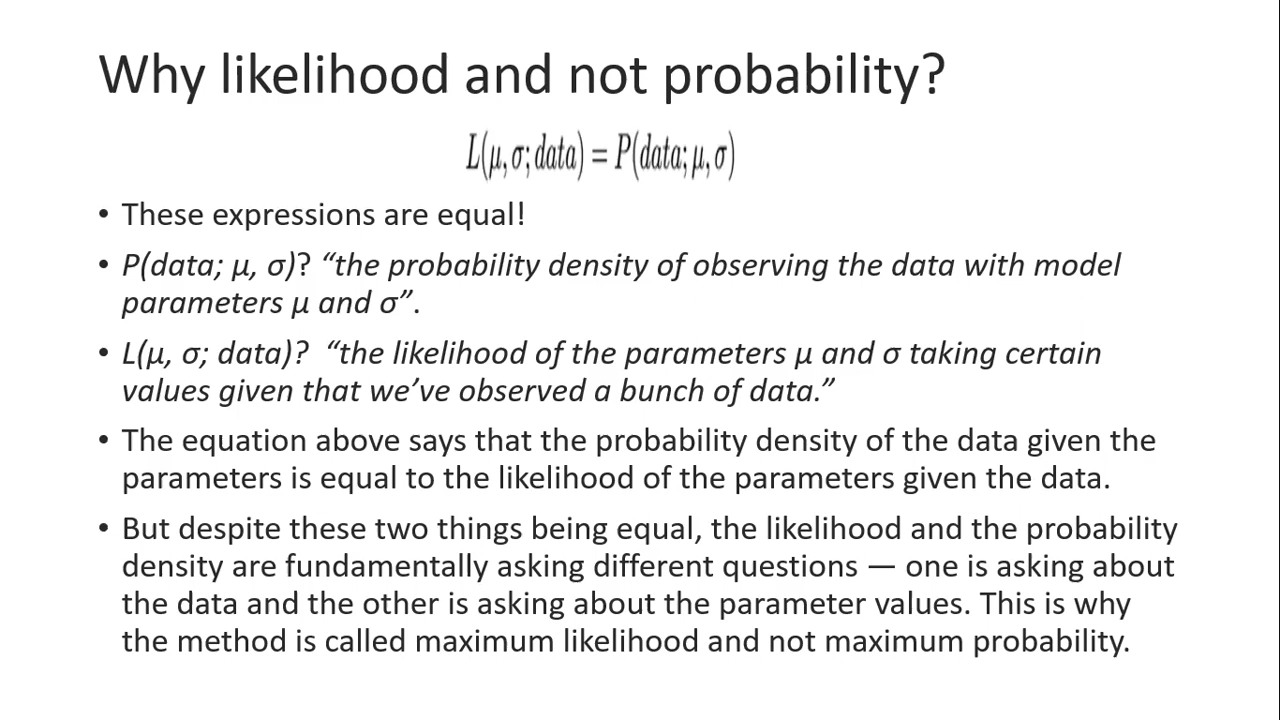 Why likelihood and not probability?
L(μ, σ; data) = P(data; μ, σ)
• These expressions are equal!
• P(data; μ, σ)? “the probability density of observing the data with model
parameters μ and σ”.
• L(μ, σ; data)? “the likelihood of the parameters μ and σ taking certain
values given that we’ve observed a bunch of data.”
• The equation above says that the probability density of the data given the
parameters is equal to the likelihood of the parameters given the data.
• But despite these two things being equal, the likelihood and the probability
density are fundamentally asking different questions — one is asking about
the data and the other is asking about the parameter values. This is why
the method is called maximum likelihood and not maximum probability.